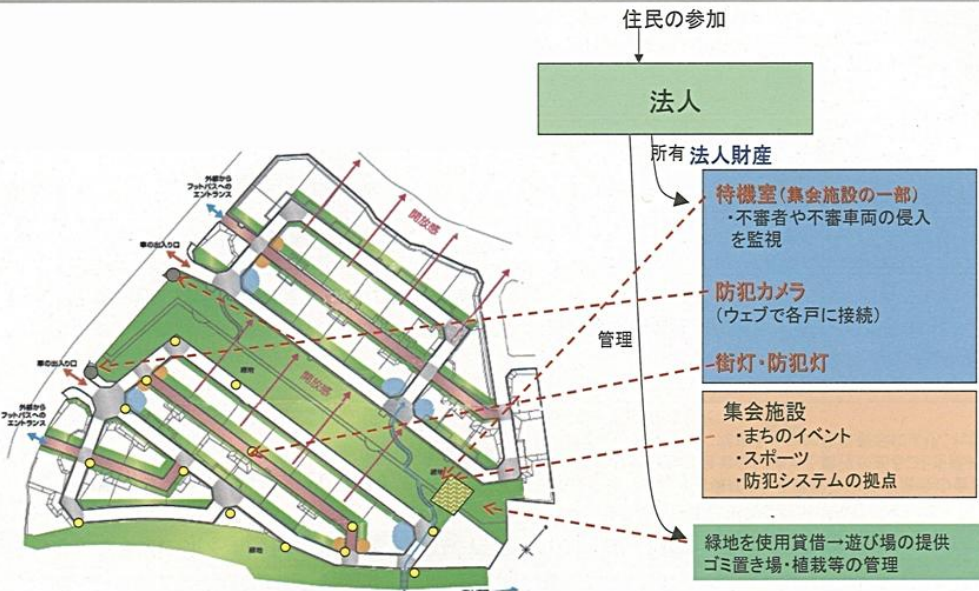 住民の参加
法人
所有 法人財産
待機室(集会施設の一部)
・不審者や不審車両の侵入
を監視
防犯カメラ
(ウェブで各戸に接続)
管理
街灯・防犯灯
集会施設
・まちのイベント
・スポーツ
・防犯システムの拠点
緑地を使用貸借→遊び場の提供
ゴミ置き場・植栽等の管理
外部から
フットパスへの
エントランス
車の出入り口
開放感
車の出入り口
緑地
開放感
外部から
フットパスへの
エントランス
緑地
緑地